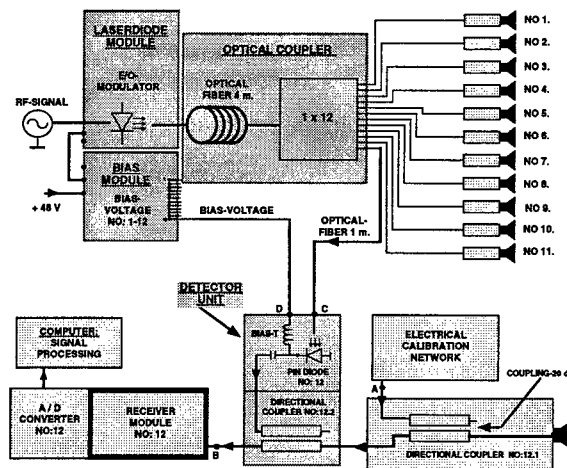 LASERDIODE
MODULE
E/O-
MODULATOR
RF-SIGNAL
BIAS
MODULE
BIAS-
VOLTAGE
NO: 1-12
+ 48 V
OPTICAL COUPLER
OPTICAL
FIBER 4 m.
1 x 12
NO 1.
NO 2.
NO 3.
NO 4.
NO 5.
NO 6.
NO 7.
NO 8.
NO 9.
NO 10.
NO 11.
BIAS-VOLTAGE
OPTICAL-
FIBER 1 m.
DETECTOR
UNIT
D
C
BIAS-T
PIN DIODE
NO: 12
DIRECTIONAL
COUPLER NO:12.2
COMPUTER:
SIGNAL
PROCESSING
A / D
CONVERTER
NO:12
RECEIVER
MODULE
NO: 12
B
ELECTRICAL
CALIBRATION
NETWORK
A
COUPLING-20 d
DIRECTIONAL COUPLER NO:12.1